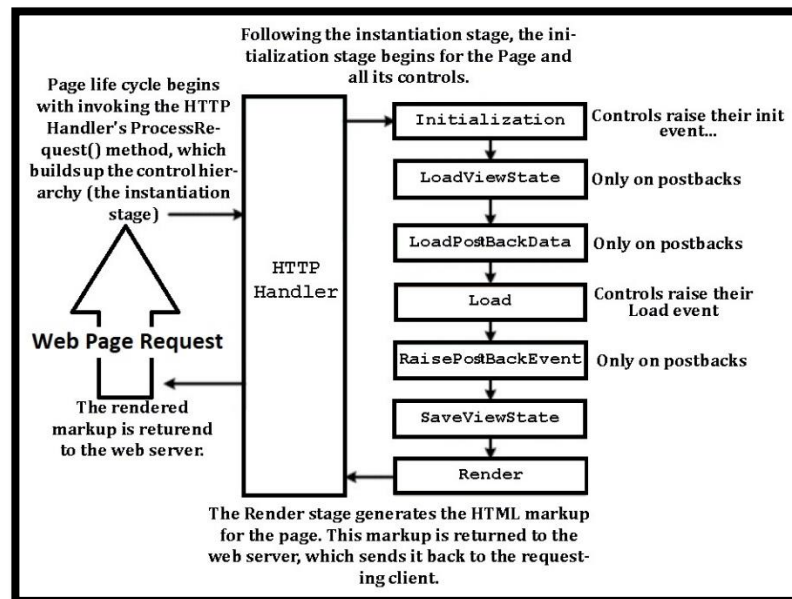 Following the instantiation stage, the ini-
tialization stage begins for the Page and
all its controls.
Page life cycle begins
with invoking the HTTP
Handler's ProcessRe-
quest() method, which
builds up the control hier-
archy (the instantiation
stage)
Web Page Request
The rendered
markup is returend
to the web server.
HTTP
Handler
Initialization
Controls raise their init
event...
LoadViewState
Only on postbacks
LoadPostBackData
Only on postbacks
Load
Controls raise their
Load event
RaisePostBackEvent
Only on postbacks
SaveViewState
Render
The Render stage generates the HTML markup
for the page. This markup is returned to the
web server, which sends it back to the request-
ing client.